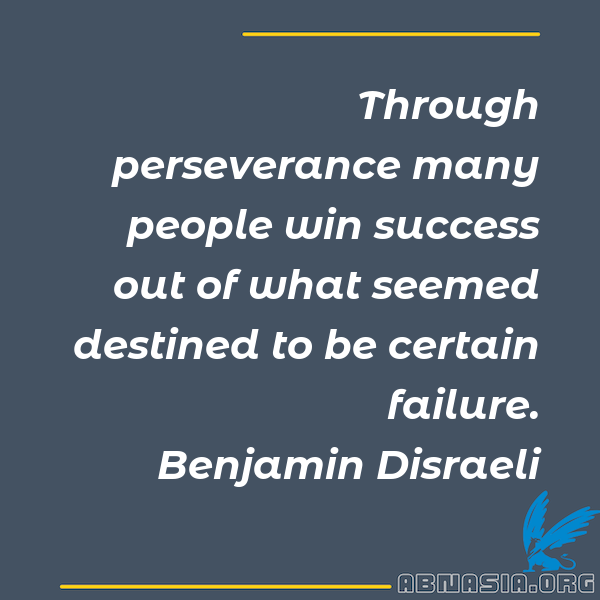 Through
perseverance many
people win success
out of what seemed
destined to be certain
failure.
Benjamin Disraeli
ABNASIA.ORG